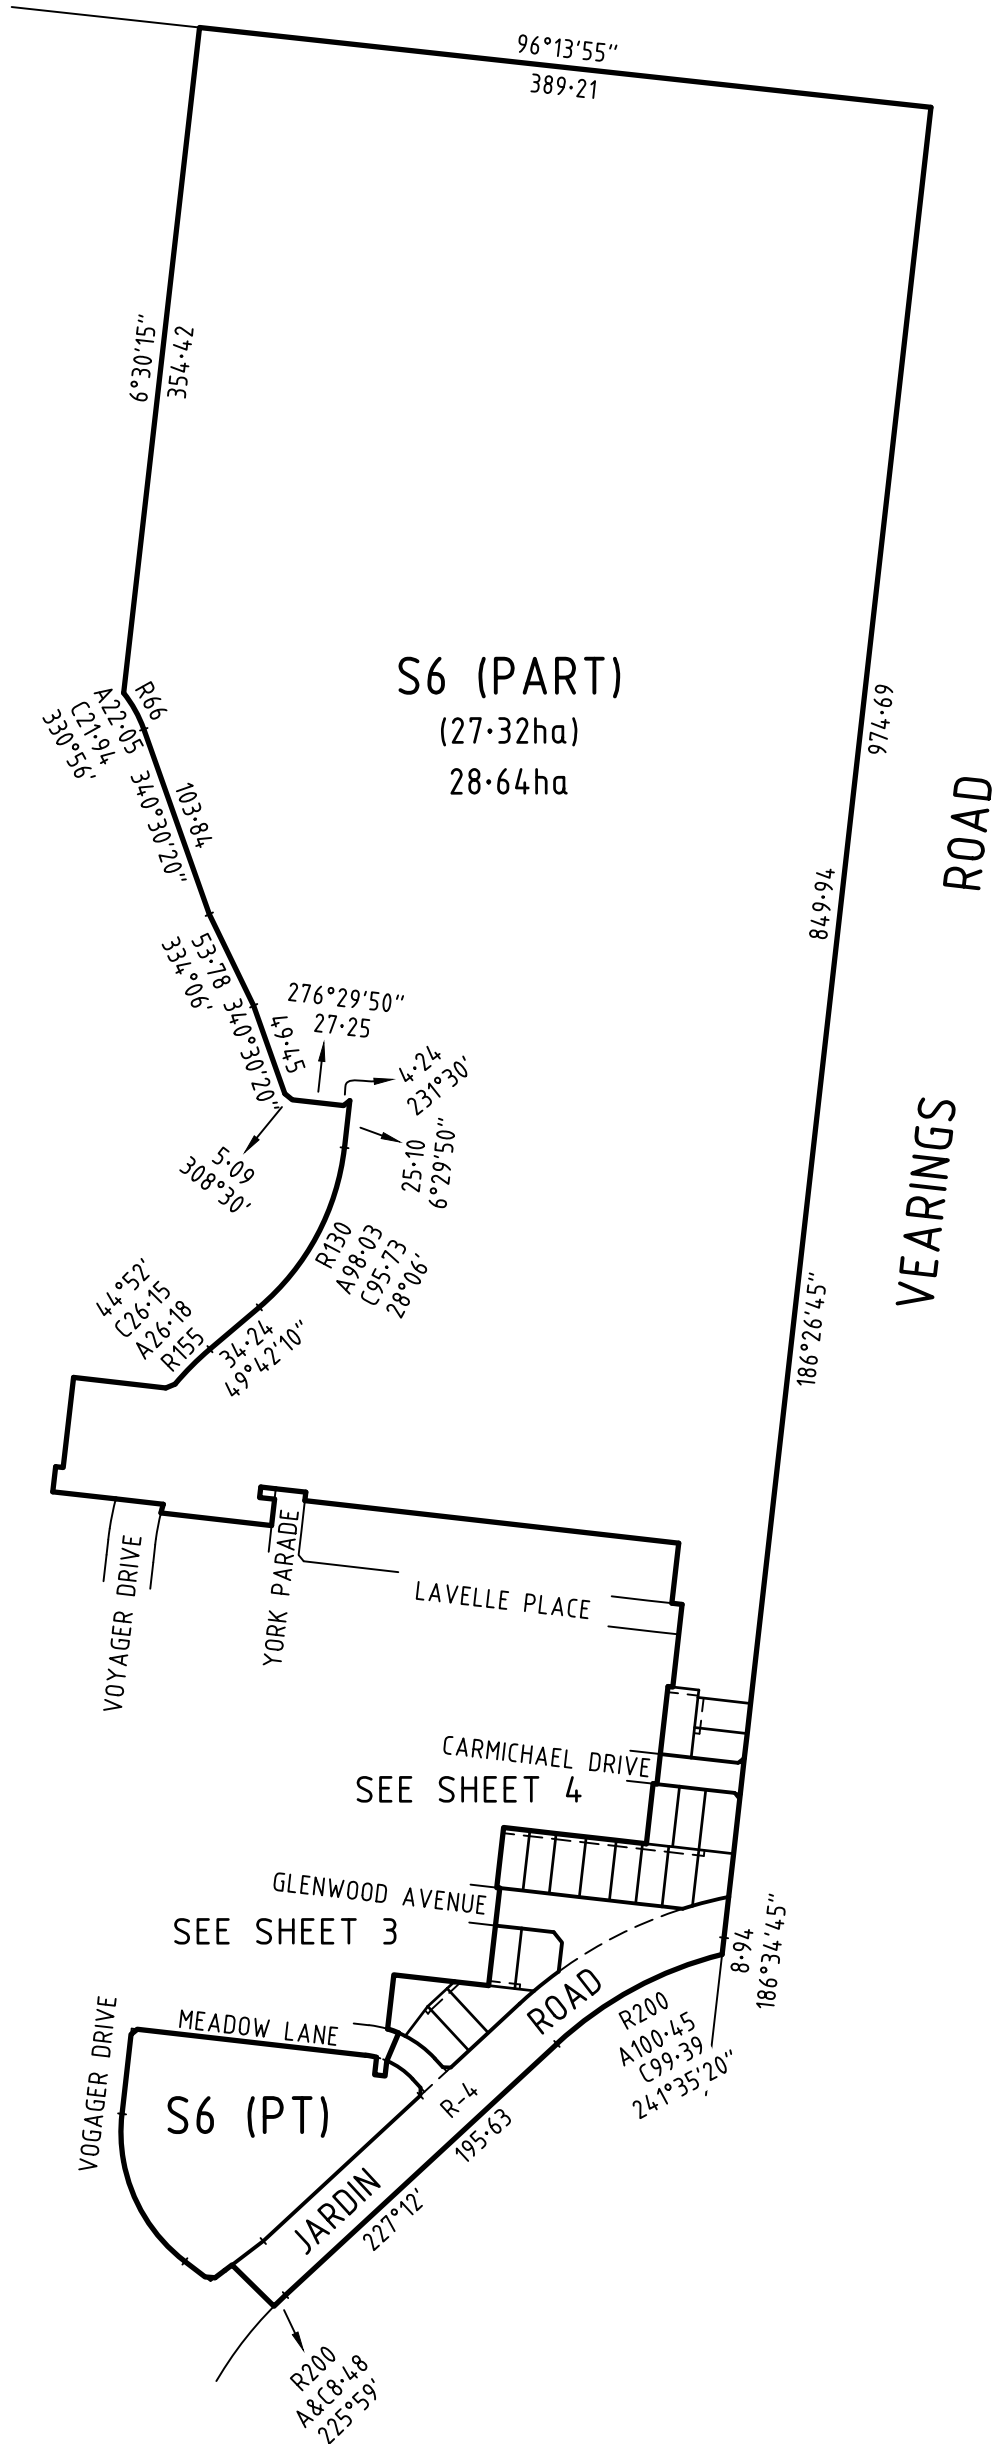 96°13'55"
389·21
6°30'15"
354·42
S6 (PART)
(27·32ha)
28·64ha
974·69
849·94
186°26'45"
VEARINGS ROAD
R66
A22·05
C21·94
330°56'
103·84
340°30'20"
53·78
334°06'
49·45
340°30'20"
276°29'50"
27·25
4·24
231°30'
5·09
308°30'
25·10
6°29'50"
R130
A98·03
C95·73
28°06'
44°52'
C26·15
A26·18
R155
34·24
49°42'10"
VOYAGER DRIVE
YORK PARADE
LAVELLE PLACE
CARMICHAEL DRIVE
SEE SHEET 4
GLENWOOD AVENUE
SEE SHEET 3
8·94
186°34'45"
MEADOW LANE
VOGAGER DRIVE
S6 (PT)
JARDIN ROAD
R-4
R200
A100·45
C99·39
241°35'20"
195·63
227°12'
R200
A&C8·48
225°59'